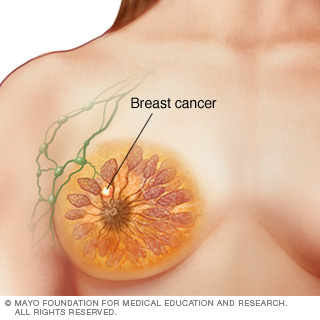 Breast cancer
© MAYO FOUNDATION FOR MEDICAL EDUCATION AND RESEARCH.
ALL RIGHTS RESERVED.